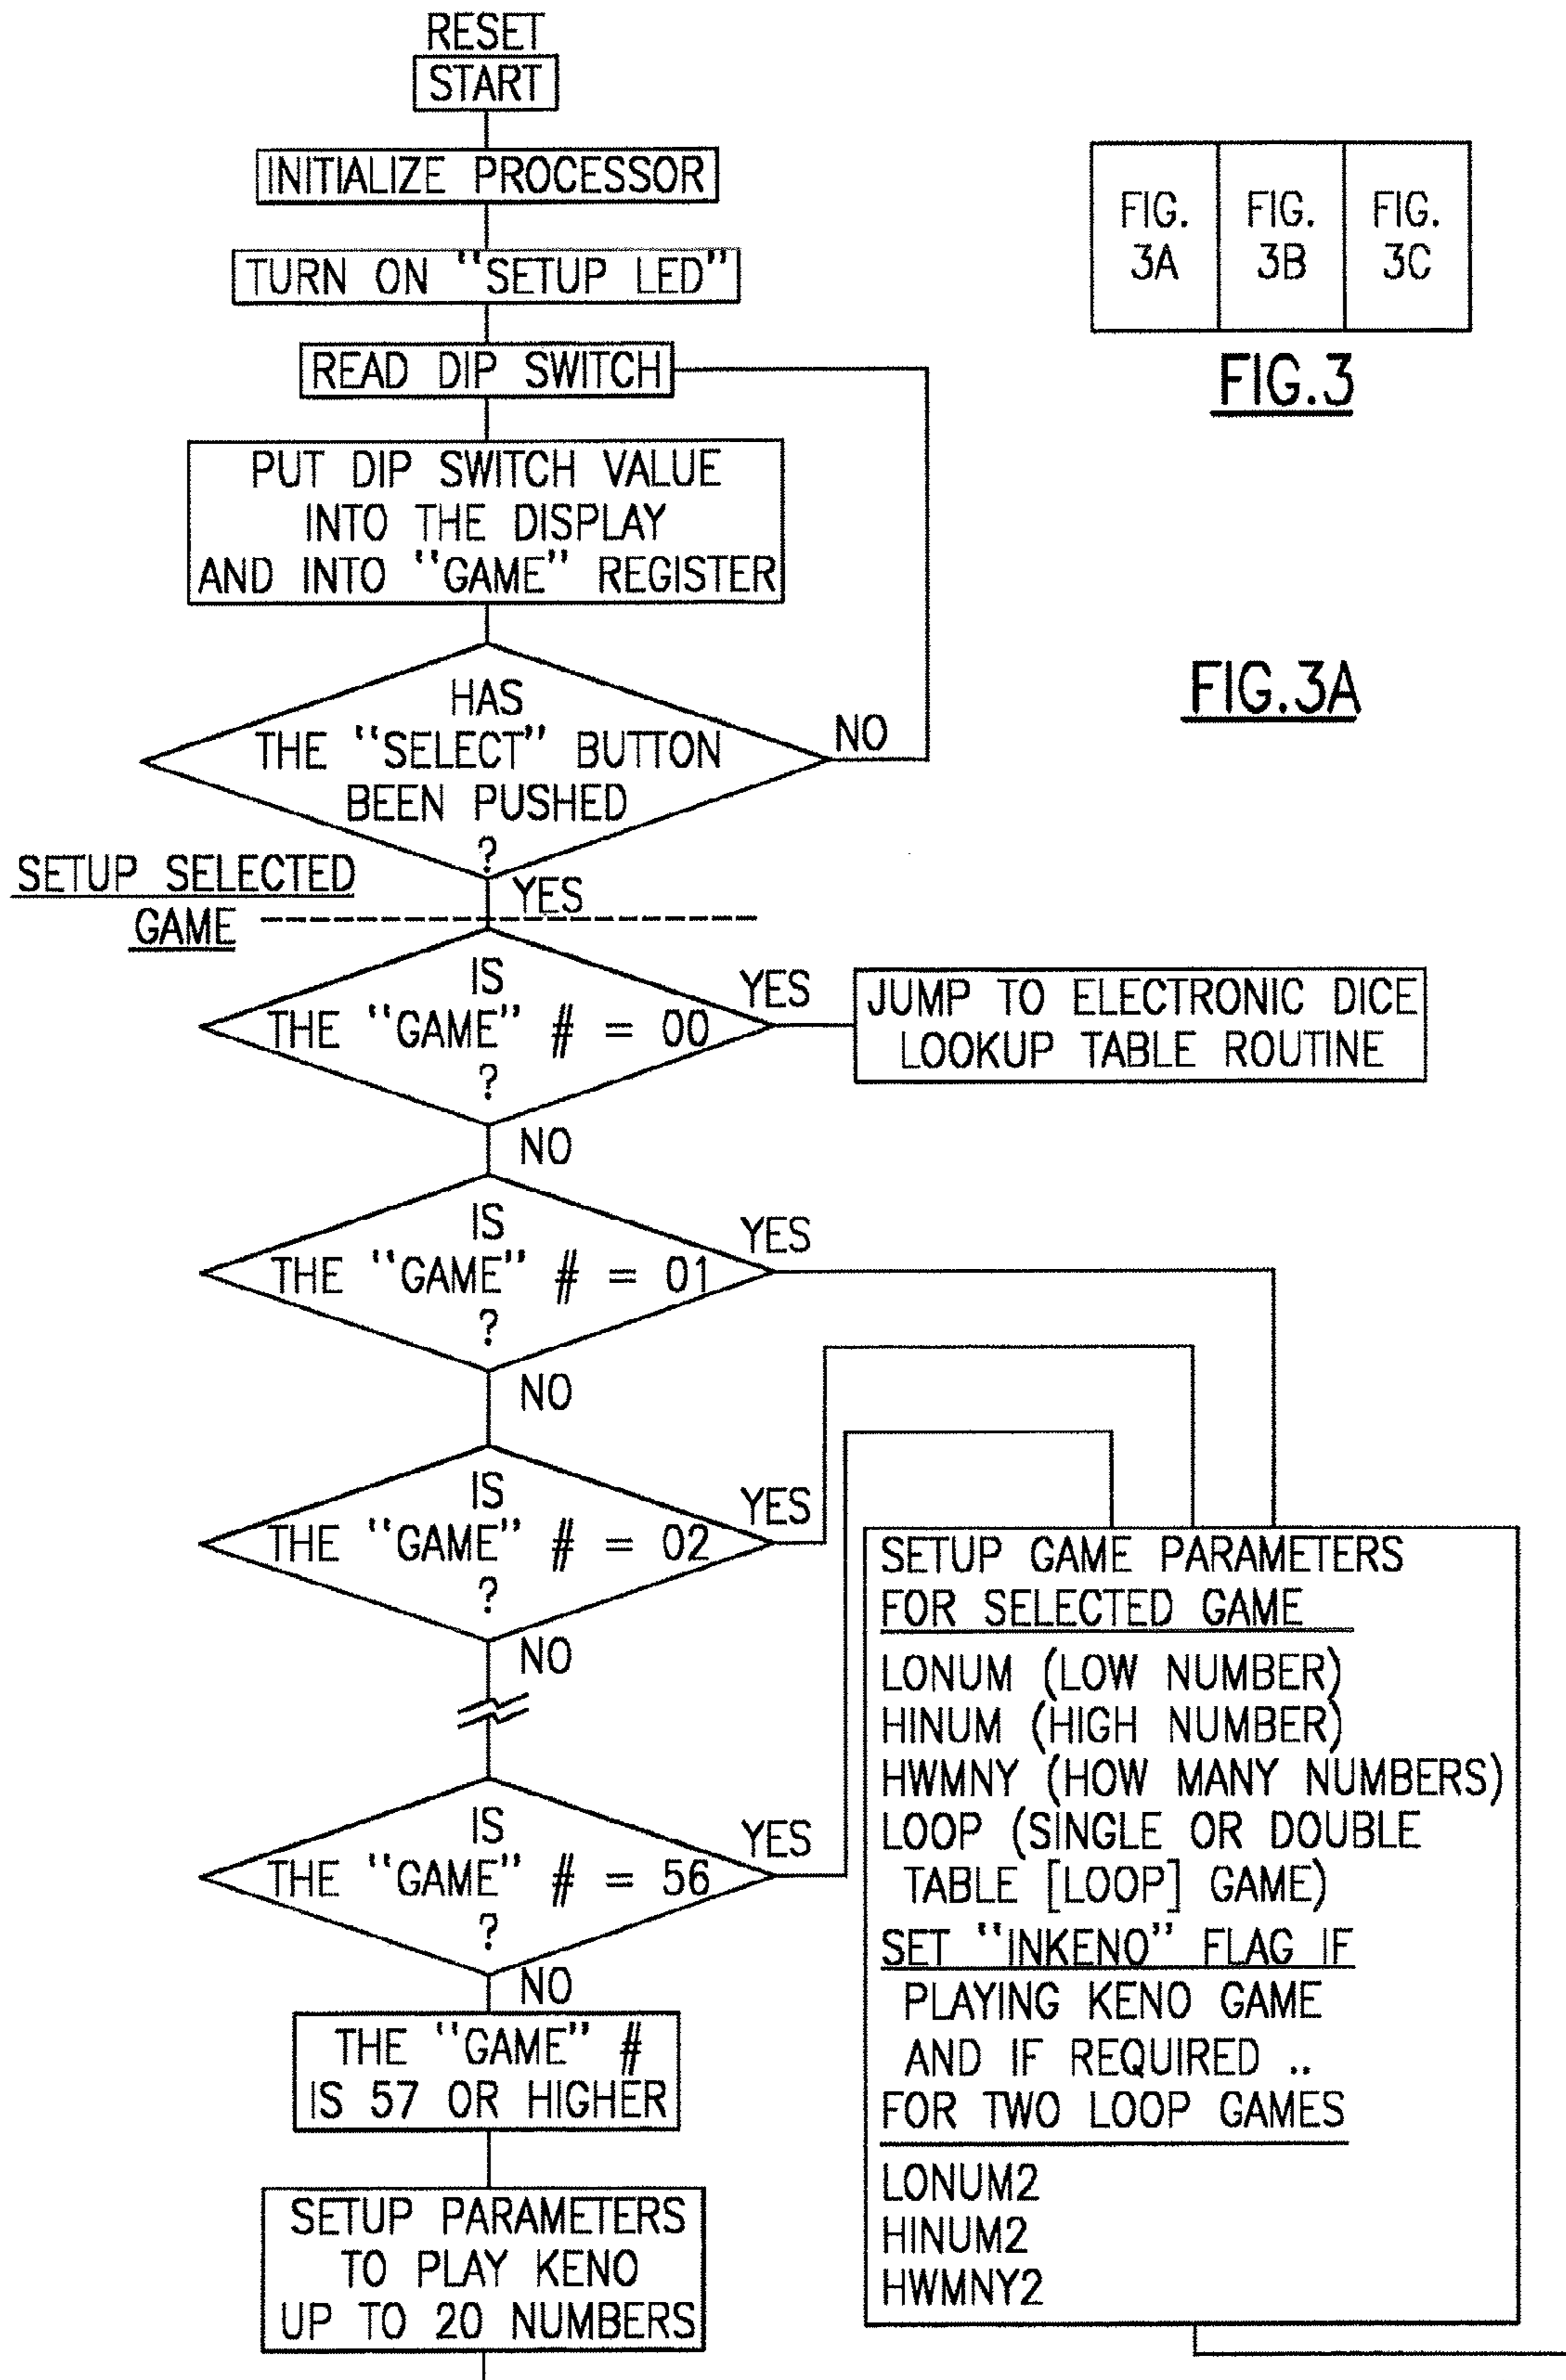 RESET
START
INITIALIZE PROCESSOR
TURN ON "SETUP LED"
READ DIP SWITCH
PUT DIP SWITCH VALUE
INTO THE DISPLAY
AND INTO "GAME" REGISTER
HAS
THE "SELECT" BUTTON
BEEN PUSHED
?
NO
YES
SETUP SELECTED
GAME
IS
THE "GAME" # = 00
?
YES
JUMP TO ELECTRONIC DICE
LOOKUP TABLE ROUTINE
NO
IS
THE "GAME" # = 01
?
YES
NO
IS
THE "GAME" # = 02
?
YES
NO
IS
THE "GAME" # = 56
?
YES
NO
THE "GAME" #
IS 57 OR HIGHER
SETUP PARAMETERS
TO PLAY KENO
UP TO 20 NUMBERS
SETUP GAME PARAMETERS
FOR SELECTED GAME
LONUM (LOW NUMBER)
HINUM (HIGH NUMBER)
HWMNY (HOW MANY NUMBERS)
LOOP (SINGLE OR DOUBLE
TABLE [LOOP] GAME)
SET "INKENO" FLAG IF
PLAYING KENO GAME
AND IF REQUIRED ..
FOR TWO LOOP GAMES
LONUM2
HINUM2
HWMNY2
FIG.
3A
FIG.
3B
FIG.
3C
FIG.3
FIG.3A